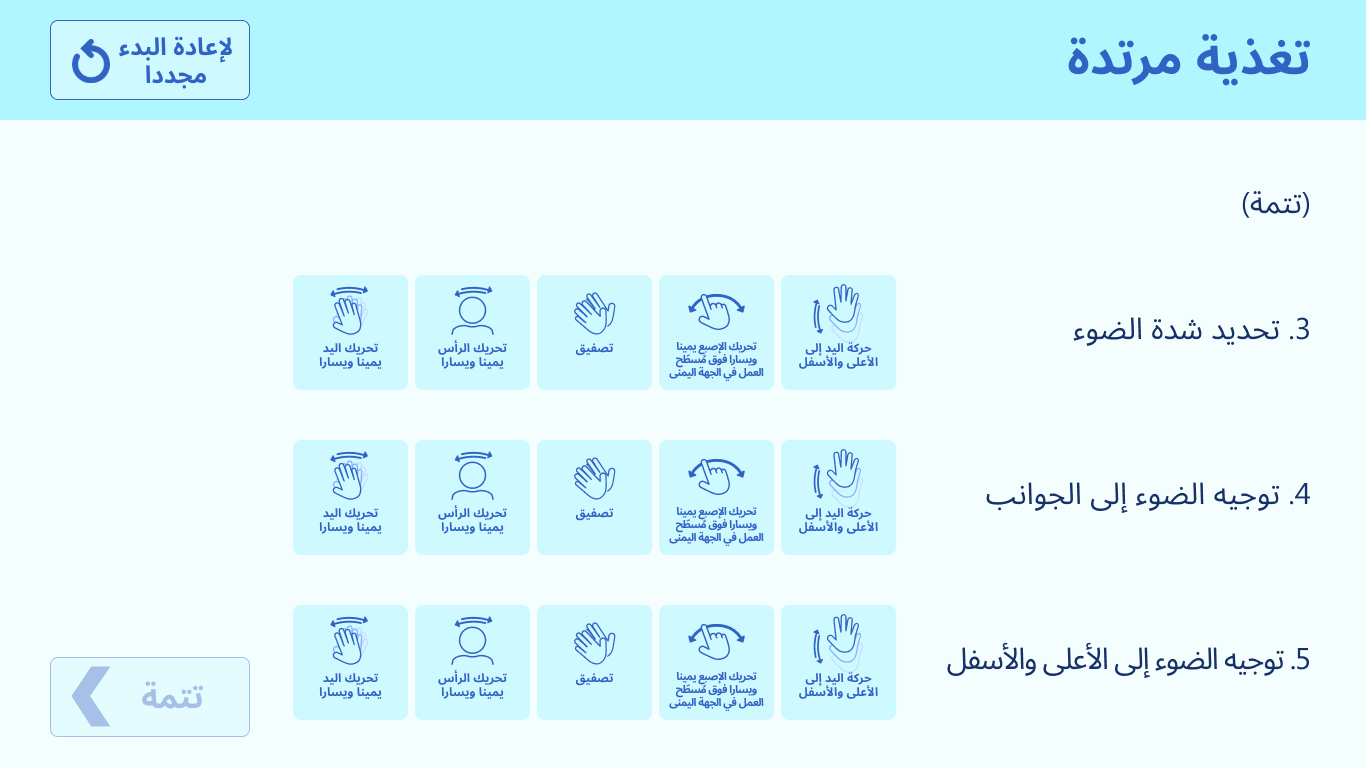 تغذية مرتدة
لإعادة البدء
مجددا
(تتمة)
3. تحديد شدة الضوء
حركة اليد إلى
الأعلى والأسفل
تحريك الإصبع يمينا
ويسارا فوق مُسطّح
العمل في الجهة اليمنى
تصفيق
تحريك الرأس
يمينا ويسارا
تحريك اليد
يمينا ويسارا
4. توجيه الضوء إلى الجوانب
حركة اليد إلى
الأعلى والأسفل
تحريك الإصبع يمينا
ويسارا فوق مُسطّح
العمل في الجهة اليمنى
تصفيق
تحريك الرأس
يمينا ويسارا
تحريك اليد
يمينا ويسارا
5. توجيه الضوء إلى الأعلى والأسفل
حركة اليد إلى
الأعلى والأسفل
تحريك الإصبع يمينا
ويسارا فوق مُسطّح
العمل في الجهة اليمنى
تصفيق
تحريك الرأس
يمينا ويسارا
تحريك اليد
يمينا ويسارا
تتمة